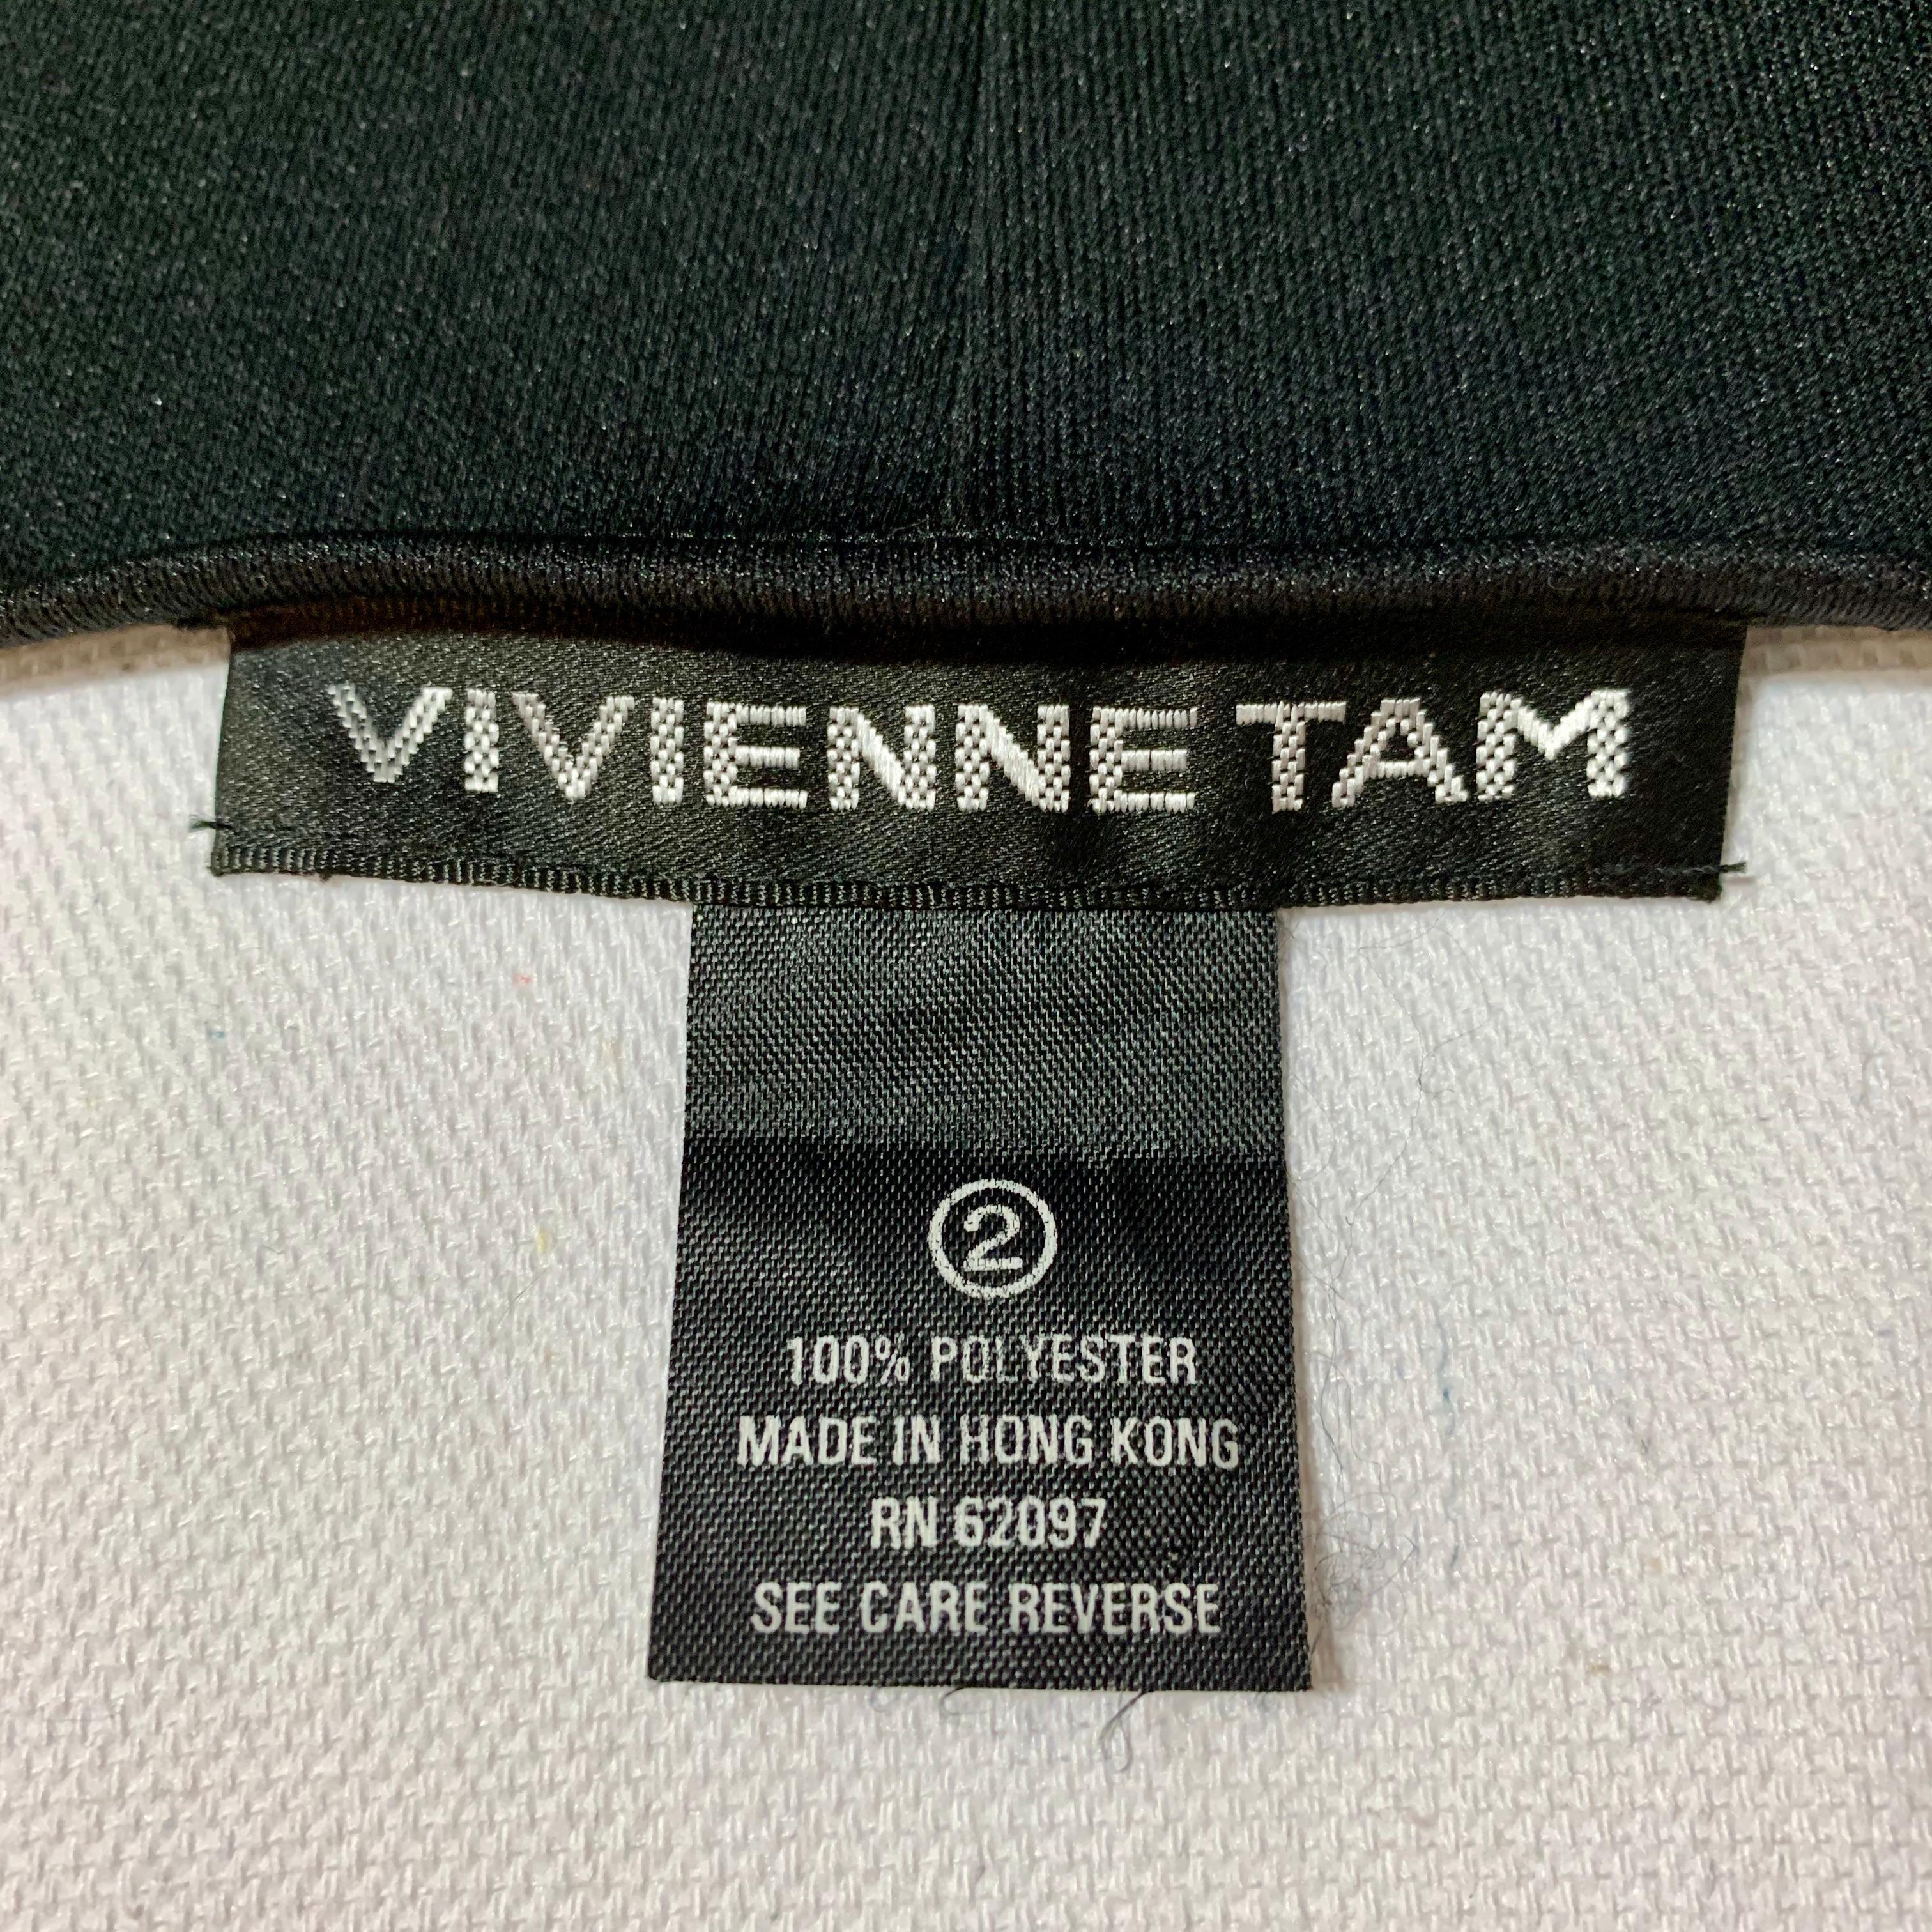 VIVIENNE TAM
2
100% POLYESTER
MADE IN HONG KONG
RN 62097
SEE CARE REVERSE